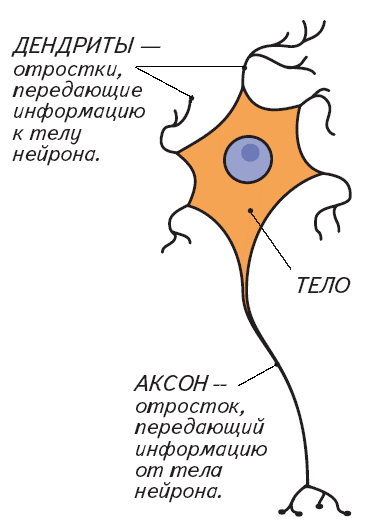 ДЕНДРИТЫ —
отростки,
передающие
информацию
к телу
нейрона.
ТЕЛО
АКСОН --
отросток,
передающий
информацию
от тела
нейрона.